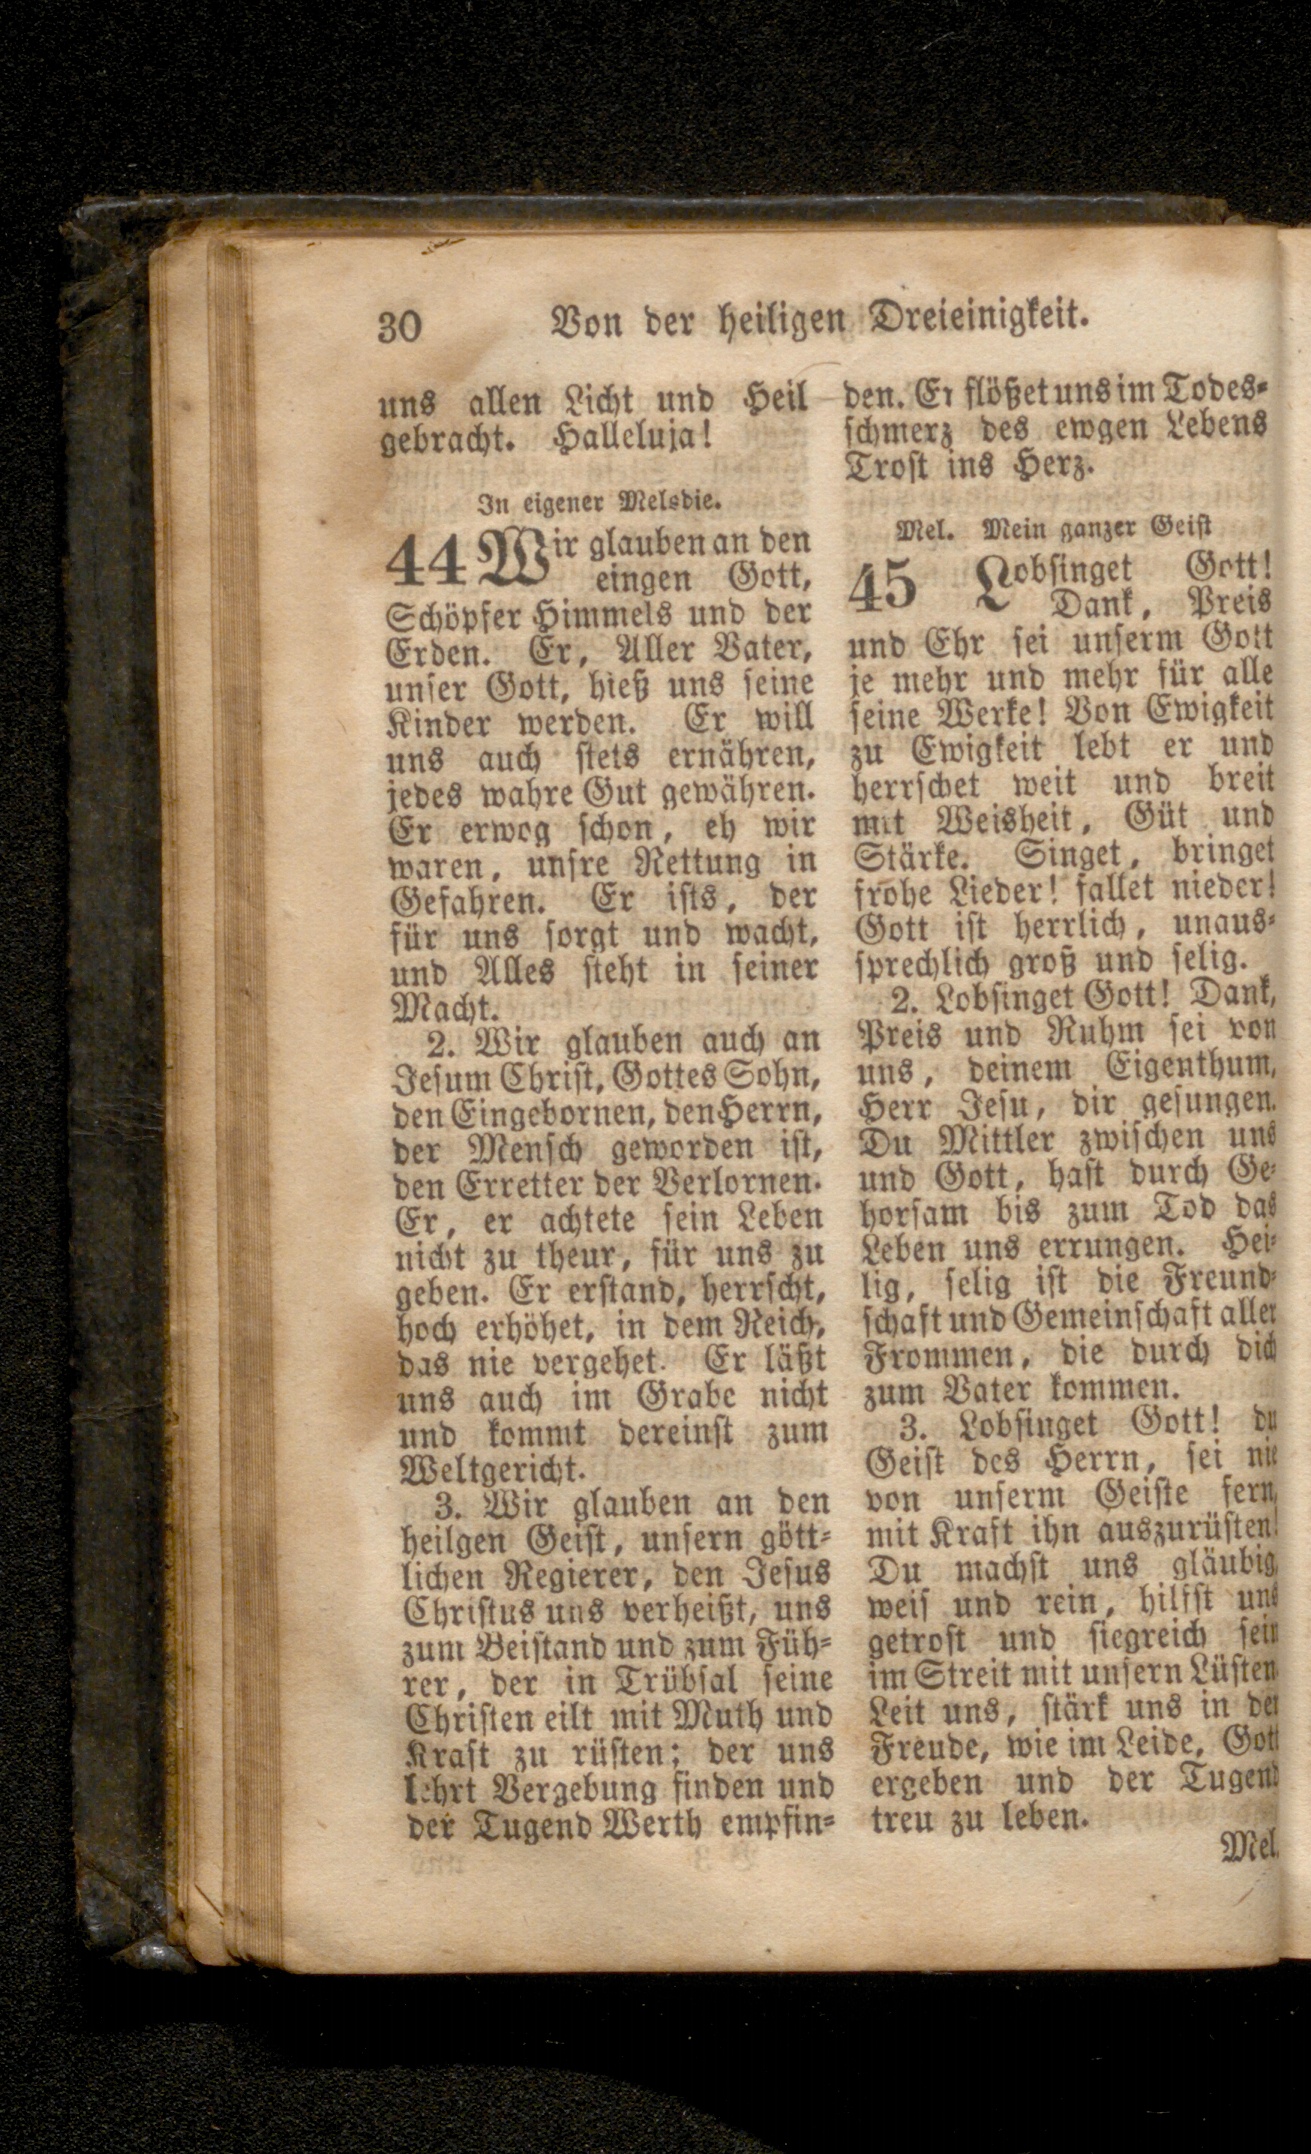 30 Von der heiligen Dreieinigkeit.
uns allen Licht und Heil
gebracht. Halleluja!
In eigener Melodie.
44 Wir glauben an den
eingen Gott,
Schöpfer Himmels und der
Erden. Er, Aller Vater,
unser Gott, hieß uns seine
Kinder werden. Er will
uns auch stets ernähren,
jedes wahre Gut gewähren.
Er erwog schon, eh wir
waren, unsre Rettung in
Gefahren. Er ists, der
für uns sorgt und wacht,
und Alles steht in seiner
Macht.
2. Wir glauben auch an
Jesum Christ, Gottes Sohn,
den Eingebornen, den Herrn,
der Mensch geworden ist,
den Erretter der Verlornen.
Er, er achtete sein Leben
nicht zu theur, für uns zu
geben. Er erstand, herrscht,
hoch erhöhet, in dem Reich,
das nie vergehet. Er läßt
uns auch im Grabe nicht
und kommt dereinst zum
Weltgericht.
3. Wir glauben an den
heilgen Geist, unsern gött-
lichen Regierer, den Jesus
Christus uns verheißt, uns
zum Beistand und zum Füh-
rer, der in Trübsal seine
Christen eilt mit Muth und
Kraft zu rüsten; der uns
lehrt Vergebung finden und
der Tugend Werth empfin-
den. Er flößet uns im Todes-
schmerz des ewgen Lebens
Trost ins Herz.
Mel. Mein ganzer Geist
45 Lobsinget Gott!
Dank, Preis
und Ehr sei unserm Gott
je mehr und mehr für alle
seine Werke! Von Ewigkeit
zu Ewigkeit lebt er und
herrschet weit und breit
mit Weisheit, Güt und
Stärke. Singet, bringet
frohe Lieder! fallet nieder!
Gott ist herrlich, unaus-
sprechlich groß und selig.
2. Lobsinget Gott! Dank,
Preis und Ruhm sei von
uns, deinem Eigenthum,
Herr Jesu, dir gesungen.
Du Mittler zwischen uns
und Gott, hast durch Ge-
horsam bis zum Tod das
Leben uns errungen. Hei-
lig, selig ist die Freund-
schaft und Gemeinschaft aller
Frommen, die durch dich
zum Vater kommen.
3. Lobsinget Gott! du
Geist des Herrn, sei nie
von unserm Geiste fern,
mit Kraft ihn auszurüsten!
Du machst uns gläubig,
weis und rein, hilfst uns
getrost und siegreich sein
im Streit mit unsern Lüsten.
Leit uns, stärk uns in der
Freude, wie im Leide, Gott
ergeben und der Tugend
treu zu leben.
Mel.